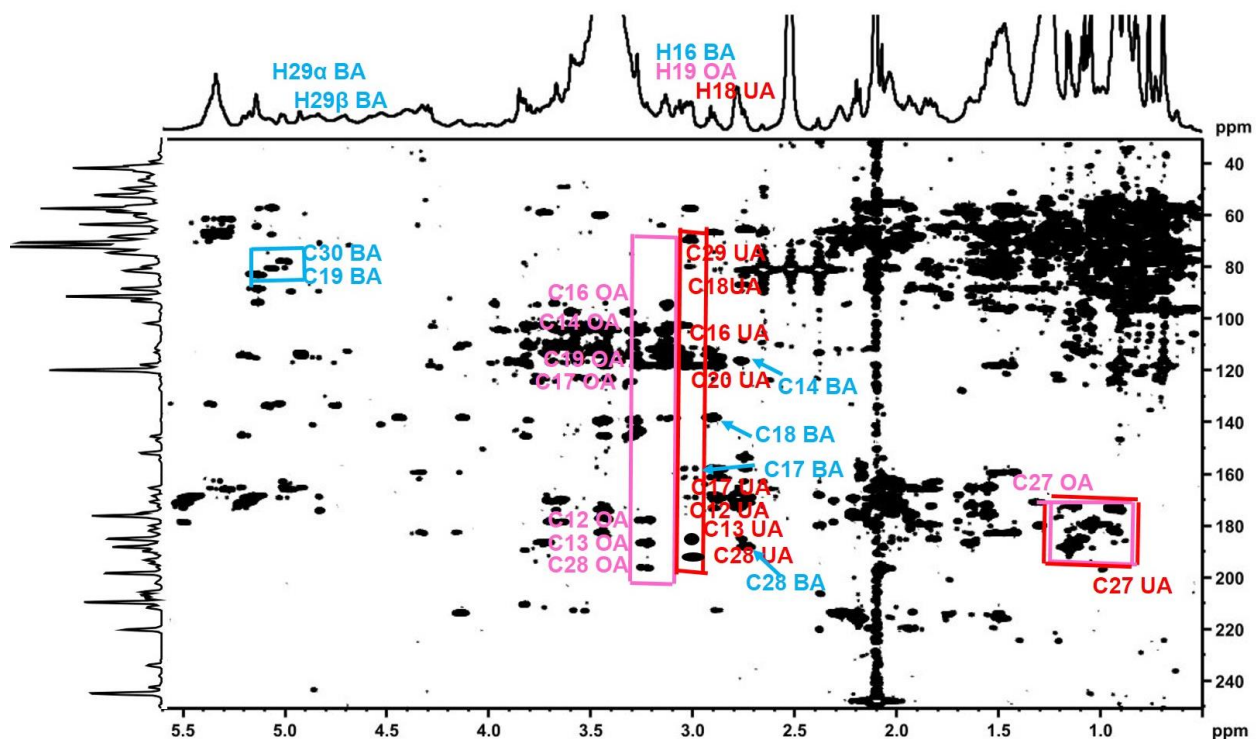 H29α BA
H29β BA
H16 BA
H19 OA
H18 UA
ppm
40
60
80
100
120
140
160
180
200
220
240
C30 BA
C19 BA
C29 UA
C16 OA
C18UA
C14 OA
C16 UA
C19 OA
C17 OA
C20 UA
C14 BA
C18 BA
C17 BA
C17 UA
C27 OA
C12 UA
C12 OA
C13 UA
C13 OA
C28 UA
C28 OA
C28 BA
C27 UA
5.5 5.0 4.5 4.0 3.5 3.0 2.5 2.0 1.5 1.0 ppm